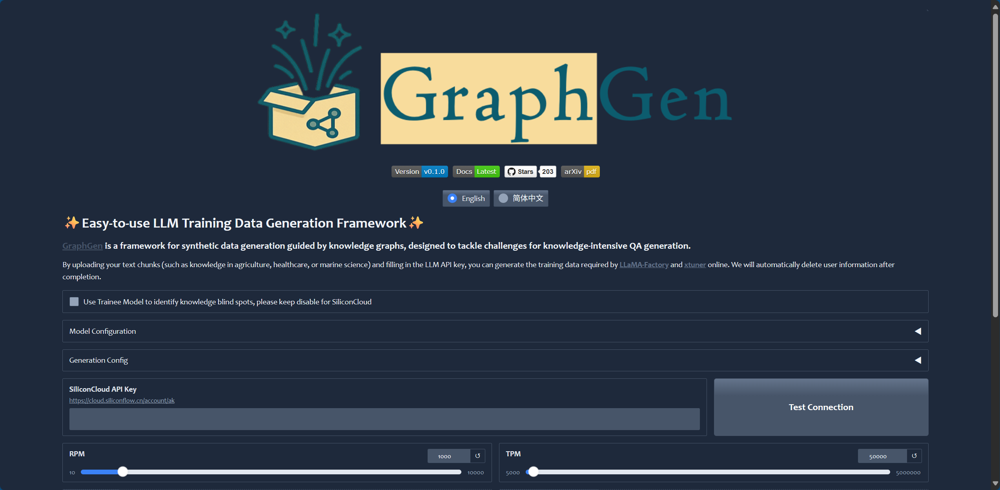 GraphGen
Version v0.1.0 Docs Latest Stars 203 arXiv pdf
English 简体中文
✨ Easy-to-use LLM Training Data Generation Framework ✨
GraphGen is a framework for synthetic data generation guided by knowledge graphs, designed to tackle challenges for knowledge-intensive QA generation.
By uploading your text chunks (such as knowledge in agriculture, healthcare, or marine science) and filling in the LLM API key, you can generate the training data required by LLaMA-Factory and xtuner online. We will automatically delete user information after
completion.
Use Trainee Model to identify knowledge blind spots, please keep disable for SiliconCloud
Model Configuration
Generation Config
SiliconCloud API Key
https://cloud.siliconflow.cn/account/ak
Test Connection
RPM 1000 ↺
10 10000
TPM 50000 ↺
5000 5000000